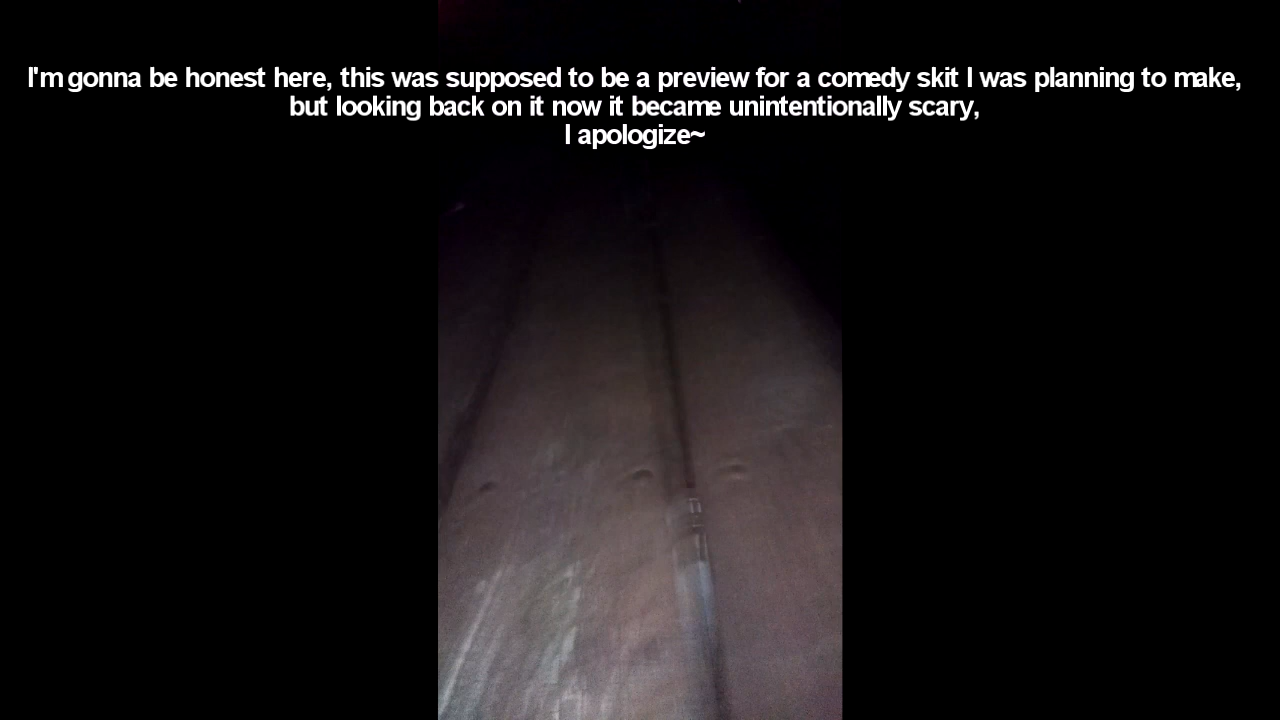 I'm gonna be honest here, this was supposed to be a preview for a comedy skit I was planning to make,
but looking back on it now it became unintentionally scary,
I apologize~